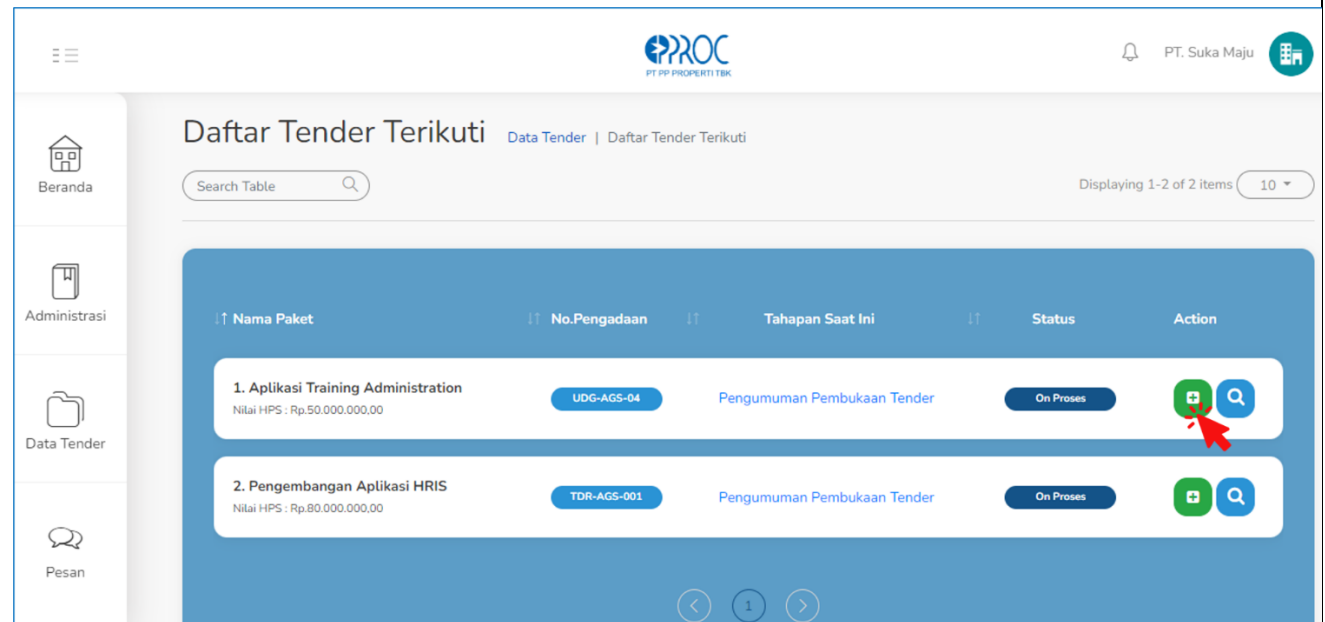 EPROC
PT PP PROPERTI TBK
PT. Suka Maju
Daftar Tender Terikuti
Data Tender | Daftar Tender Terikuti
Beranda
Search Table
Displaying 1-2 of 2 items
10
Administrasi
Nama Paket
No.Pengadaan
Tahapan Saat Ini
Status
Action
1. Aplikasi Training Administration
Nilai HPS : Rp.50.000.000,00
UDG-AGS-04
Pengumuman Pembukaan Tender
On Proses
Data Tender
2. Pengembangan Aplikasi HRIS
Nilai HPS : Rp.80.000.000,00
TDR-AGS-001
Pengumuman Pembukaan Tender
On Proses
Pesan
1